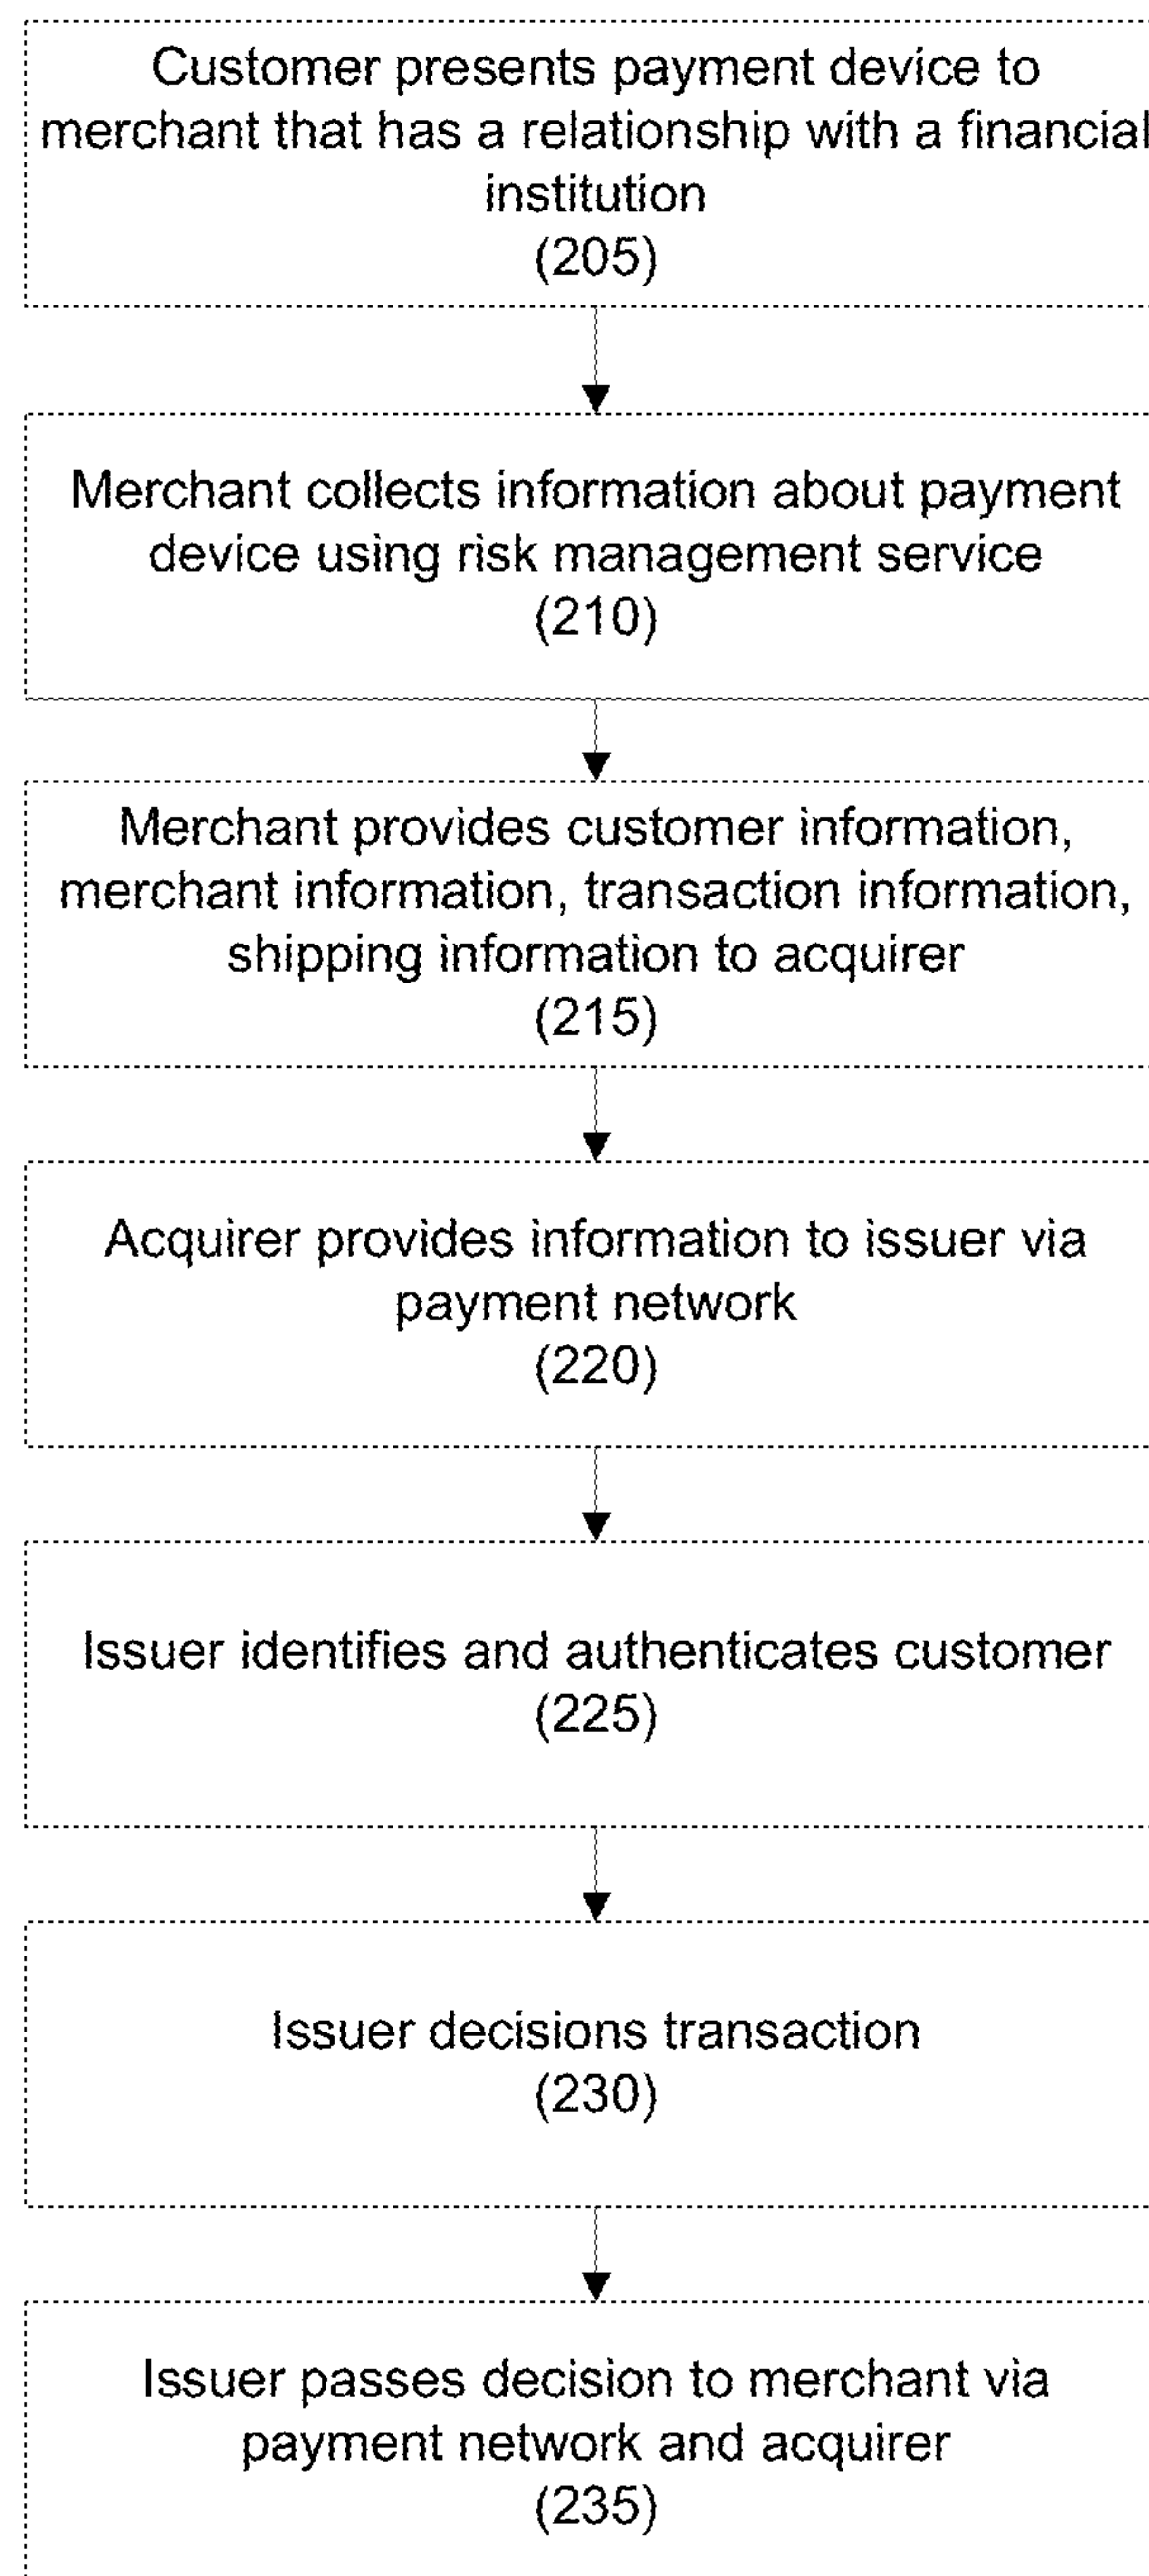 Customer presents payment device to
merchant that has a relationship with a financial
institution
(205)
Merchant collects information about payment
device using risk management service
(210)
Merchant provides customer information,
merchant information, transaction information,
shipping information to acquirer
(215)
Acquirer provides information to issuer via
payment network
(220)
Issuer identifies and authenticates customer
(225)
Issuer decisions transaction
(230)
Issuer passes decision to merchant via
payment network and acquirer
(235)